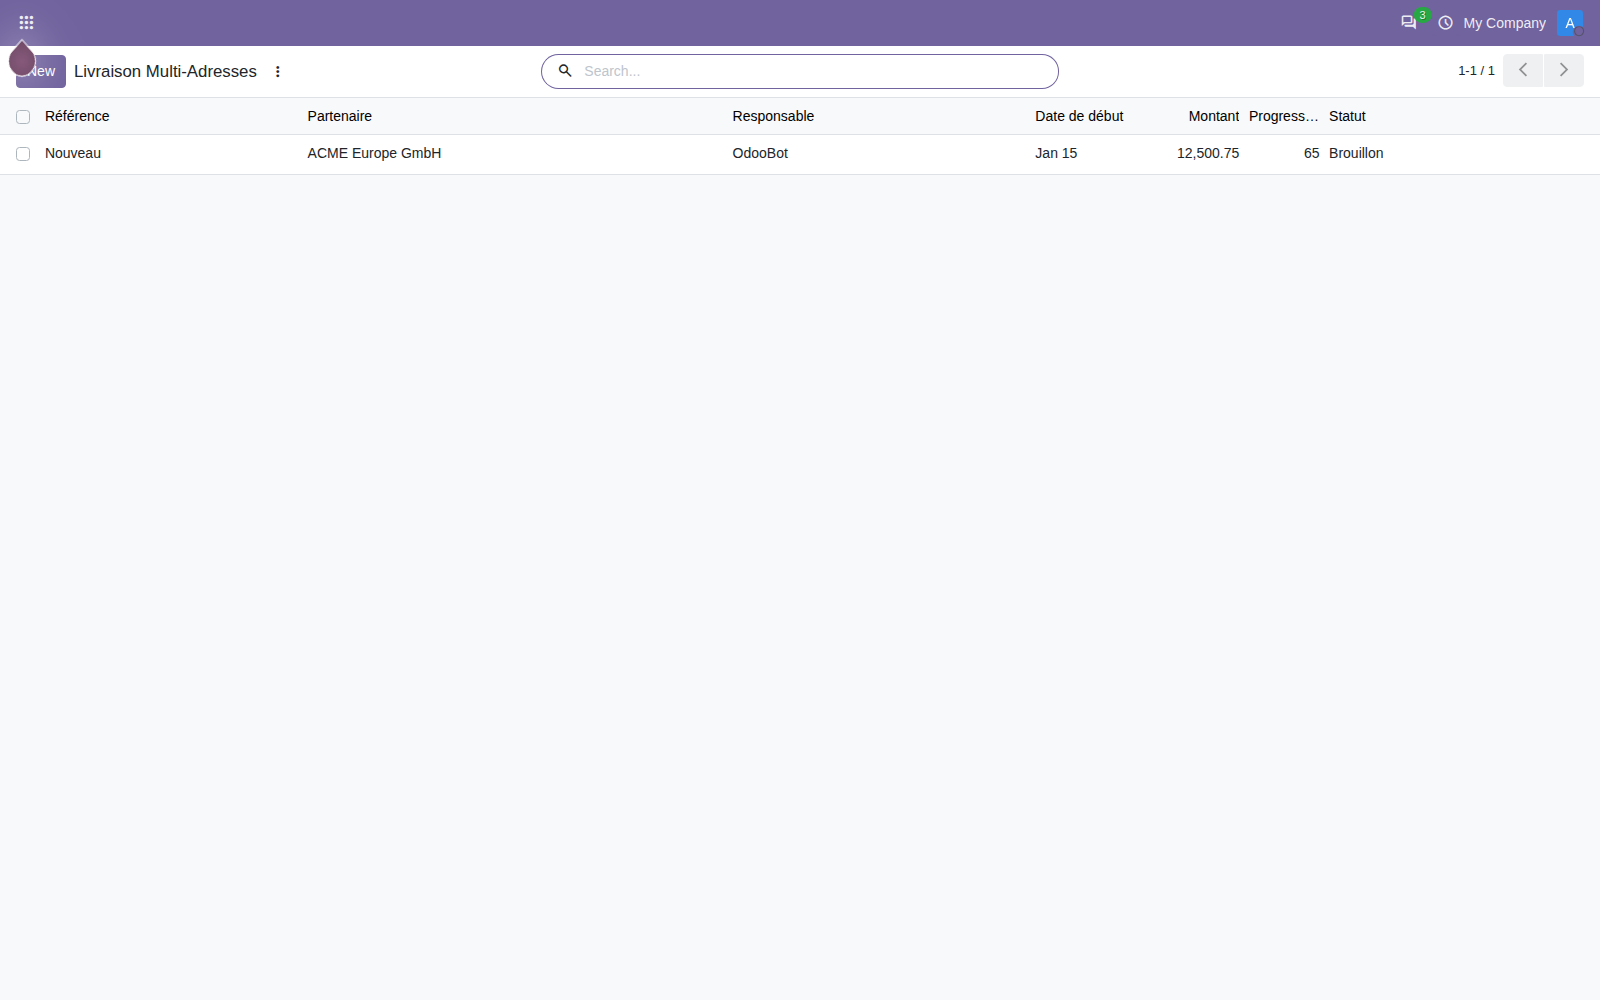 3
My Company
A
New
Livraison Multi-Adresses
Search...
1-1 / 1
Référence Partenaire Responsable Date de début Montant Progress… Statut
Nouveau ACME Europe GmbH OdooBot Jan 15 12,500.75 65 Brouillon